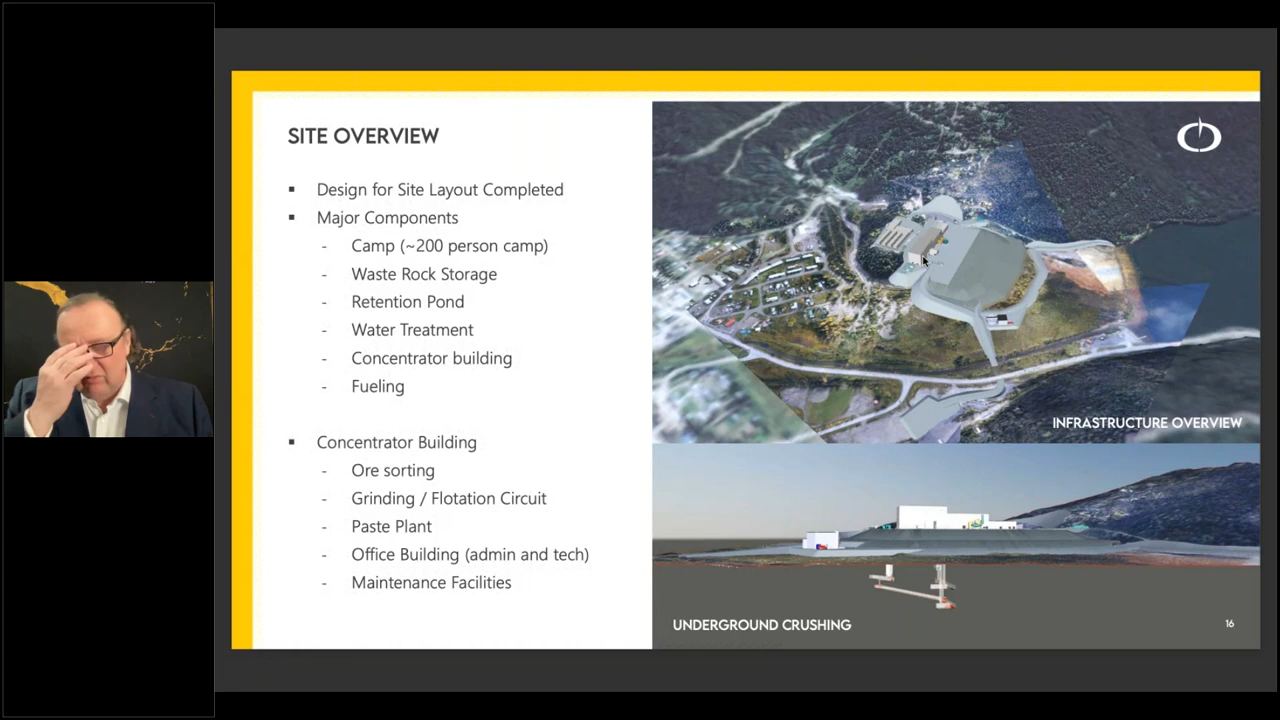 SITE OVERVIEW
▪ Design for Site Layout Completed
▪ Major Components
- Camp (~200 person camp)
- Waste Rock Storage
- Retention Pond
- Water Treatment
- Concentrator building
- Fueling
▪ Concentrator Building
- Ore sorting
- Grinding / Flotation Circuit
- Paste Plant
- Office Building (admin and tech)
- Maintenance Facilities
INFRASTRUCTURE OVERVIEW
UNDERGROUND CRUSHING
16